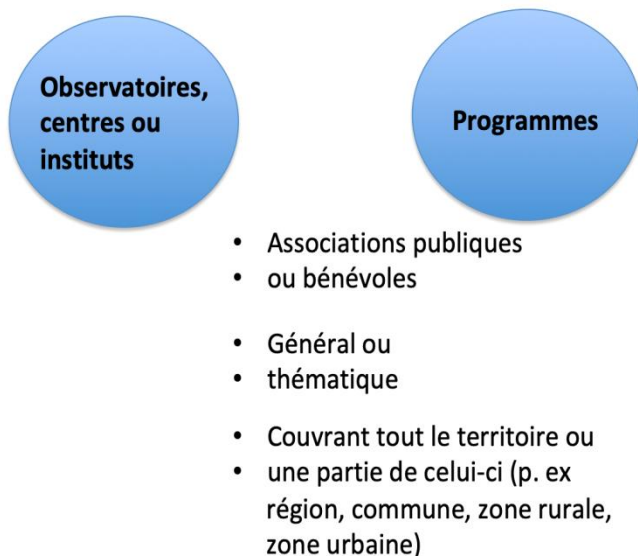 Observatoires,
centres ou
instituts
Programmes
• Associations publiques
• ou bénévoles
• Général ou
• thématique
• Couvrant tout le territoire ou
• une partie de celui-ci (p. ex
région, commune, zone rurale,
zone urbaine)